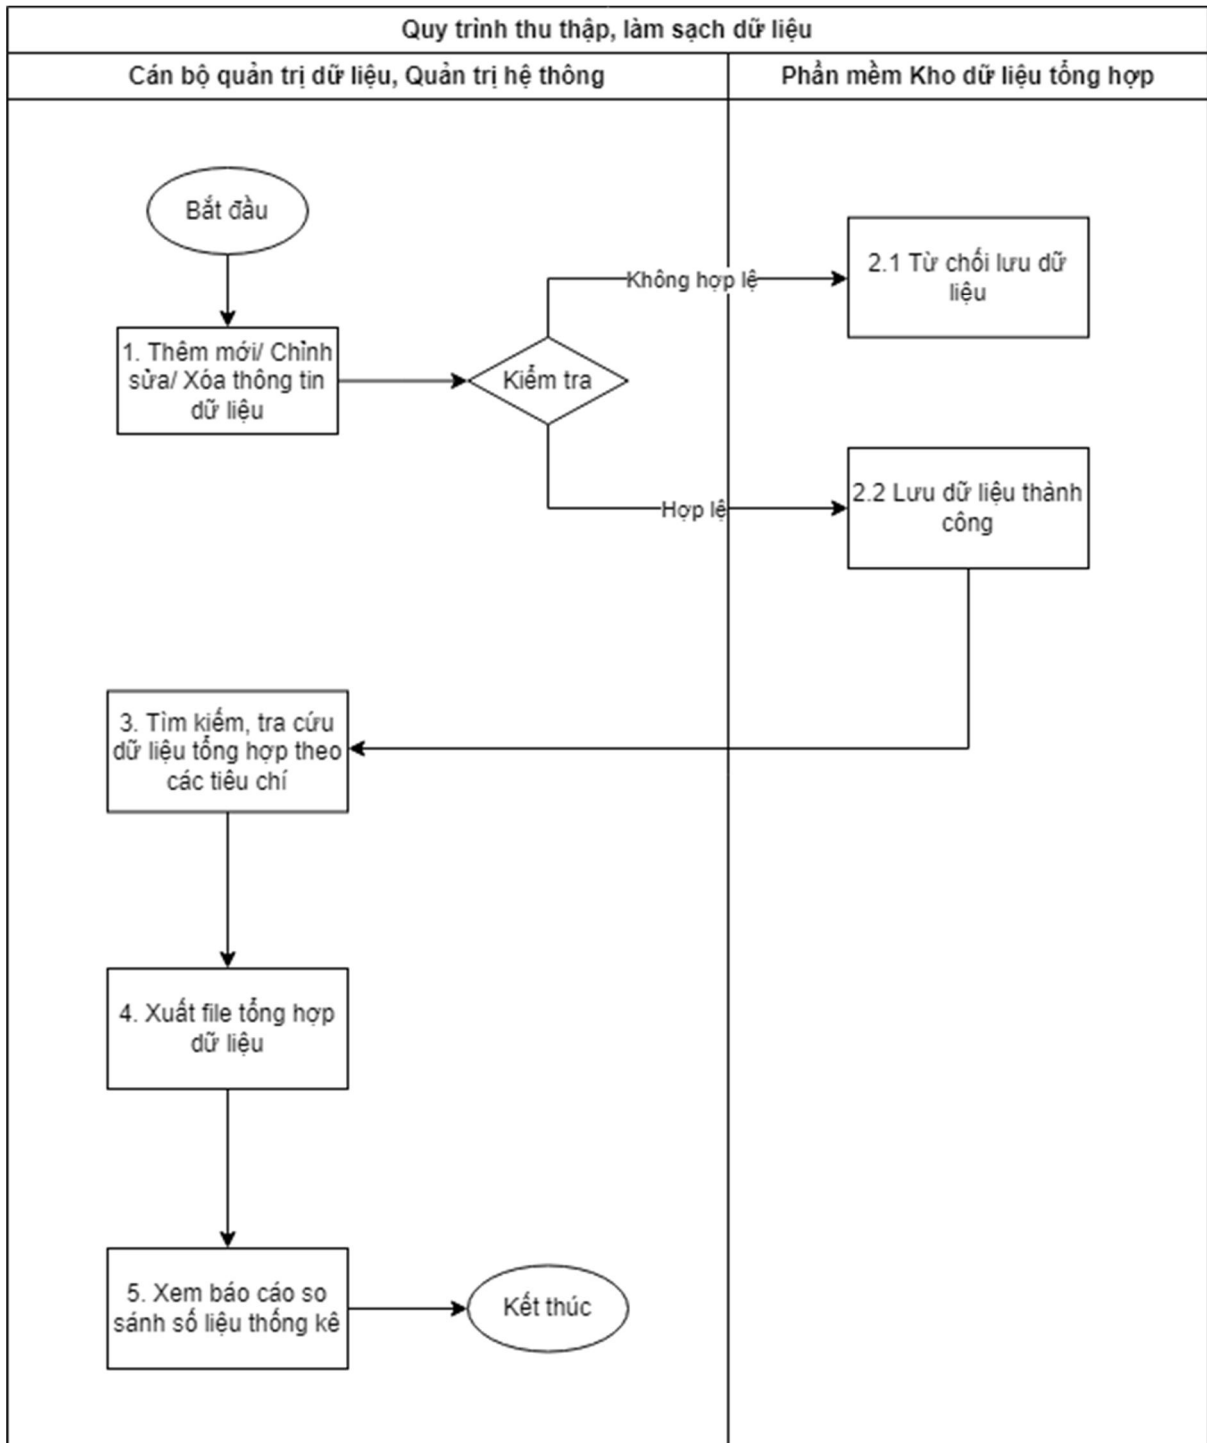 Quy trình thu thập, làm sạch dữ liệu
Cán bộ quản trị dữ liệu, Quản trị hệ thông
Phần mềm Kho dữ liệu tổng hợp
Bắt đầu
1. Thêm mới/ Chỉnh
sửa/ Xóa thông tin
dữ liệu
Kiểm tra
Không hợp lệ
2.1 Từ chối lưu dữ
liệu
Hợp lệ
2.2 Lưu dữ liệu thành
công
3. Tìm kiếm, tra cứu
dữ liệu tổng hợp theo
các tiêu chí
4. Xuất file tổng hợp
dữ liệu
5. Xem báo cáo so
sánh số liệu thống kê
Kết thúc